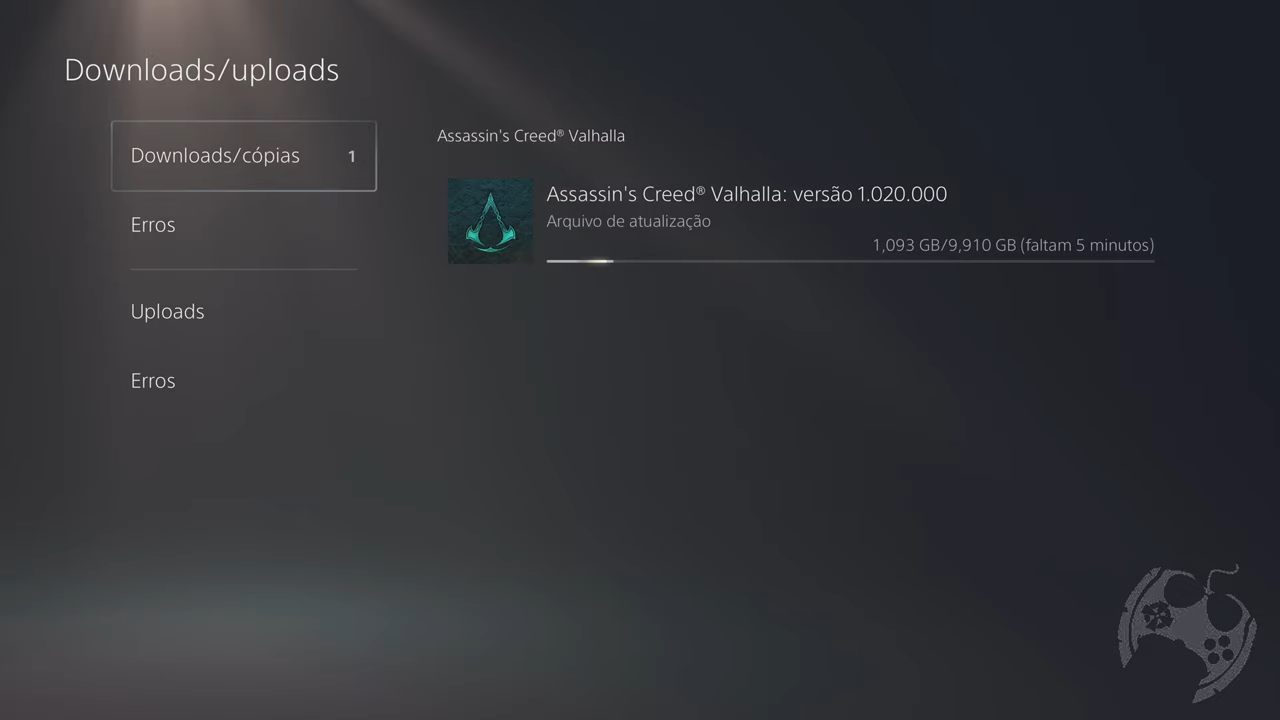 Downloads/uploads
Downloads/cópias 1
Erros
Uploads
Erros
Assassin's Creed® Valhalla
Assassin's Creed® Valhalla: versão 1.020.000
Arquivo de atualização
1,093 GB/9,910 GB (faltam 5 minutos)